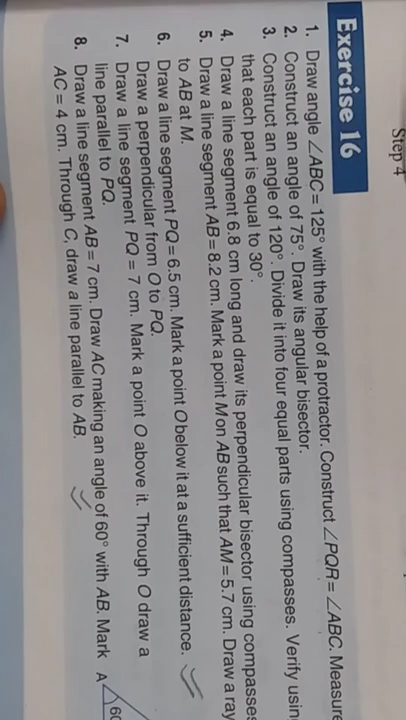 Step 4
Exercise 16
1. Draw angle ∠ABC = 125° with the help of a protractor. Construct ∠PQR = ∠ABC. Measure
2. Construct an angle of 75°. Draw its angular bisector.
3. Construct an angle of 120°. Divide it into four equal parts using compasses. Verify
that each part is equal to 30°.
4. Draw a line segment 6.8 cm long and draw its perpendicular bisector using compasses
5. Draw a line segment AB = 8.2 cm. Mark a point M on AB such that AM = 5.7 cm. Draw a ray
to AB at M.
6. Draw a line segment PQ = 6.5 cm. Mark a point O below it at a sufficient distance.
Draw a perpendicular from O to PQ.
7. Draw a line segment PQ = 7 cm. Mark a point O above it. Through O draw a
line parallel to PQ.
8. Draw a line segment AB = 7 cm. Draw AC making an angle of 60° with AB. Mark
AC = 4 cm. Through C, draw a line parallel to AB.
A